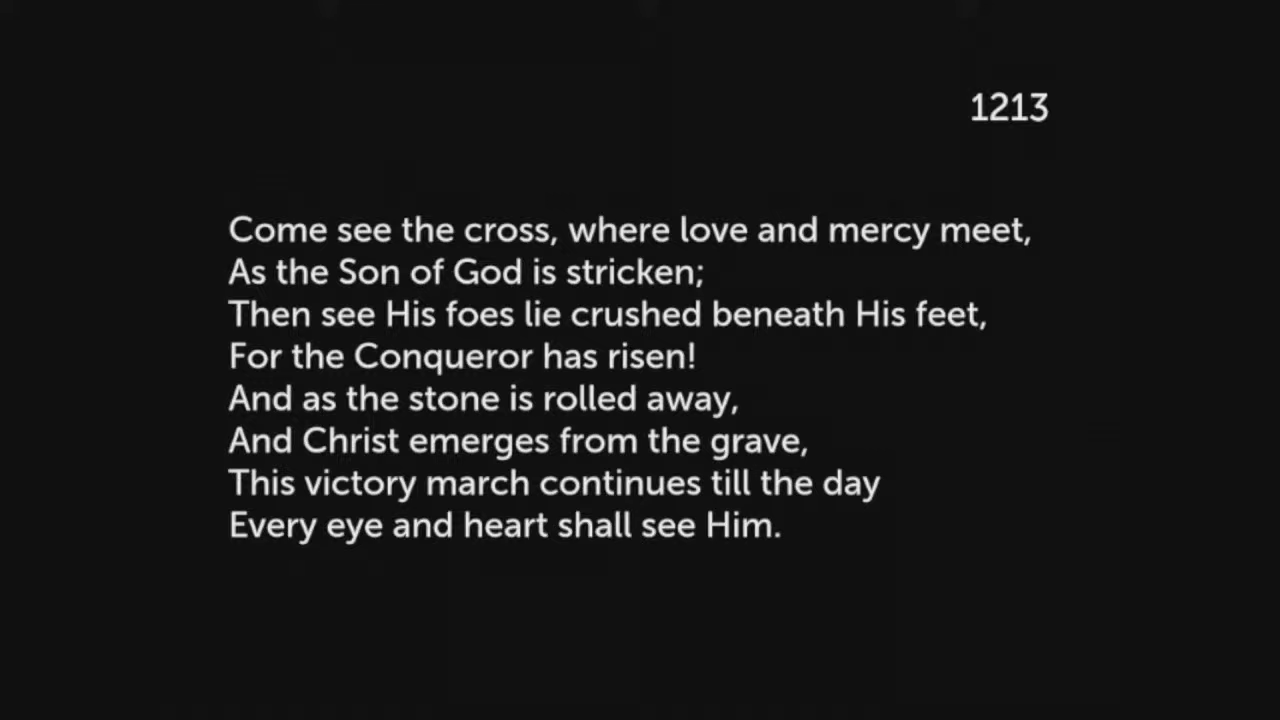 1213
Come see the cross, where love and mercy meet,
As the Son of God is stricken;
Then see His foes lie crushed beneath His feet,
For the Conqueror has risen!
And as the stone is rolled away,
And Christ emerges from the grave,
This victory march continues till the day
Every eye and heart shall see Him.